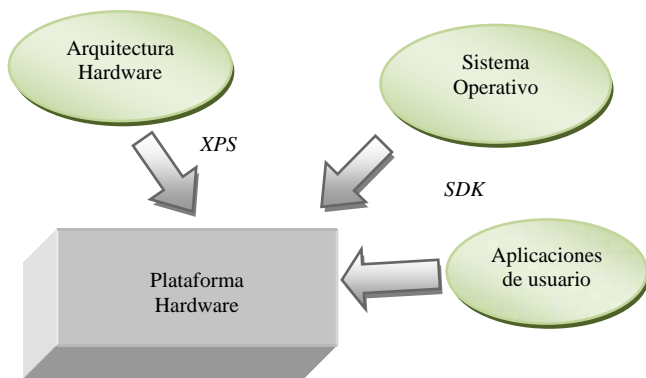 Arquitectura
Hardware
Sistema
Operativo
XPS
SDK
Aplicaciones
de usuario
Plataforma
Hardware